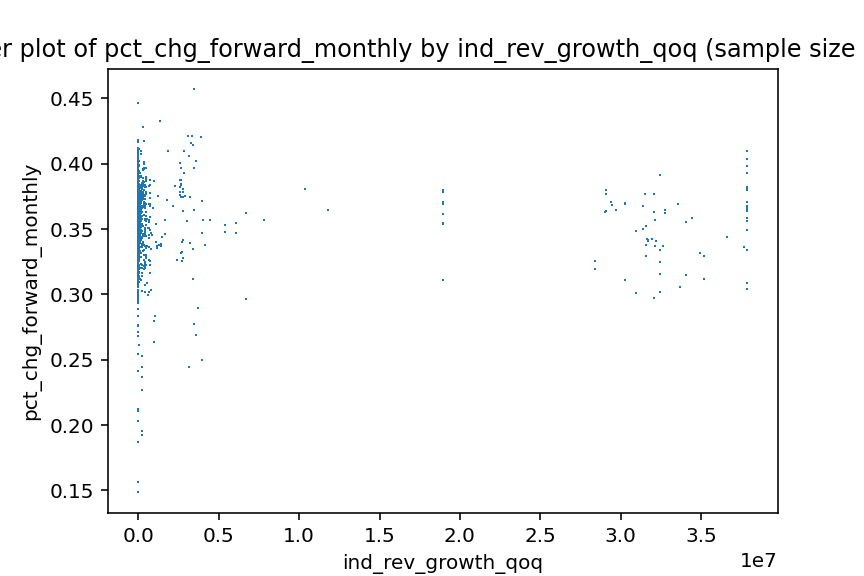 er plot of pct_chg_forward_monthly by ind_rev_growth_qoq (sample size
0.45
0.40
0.35
0.30
0.25
0.20
0.15
pct_chg_forward_monthly
0.0 0.5 1.0 1.5 2.0 2.5 3.0 3.5
1e7
ind_rev_growth_qoq